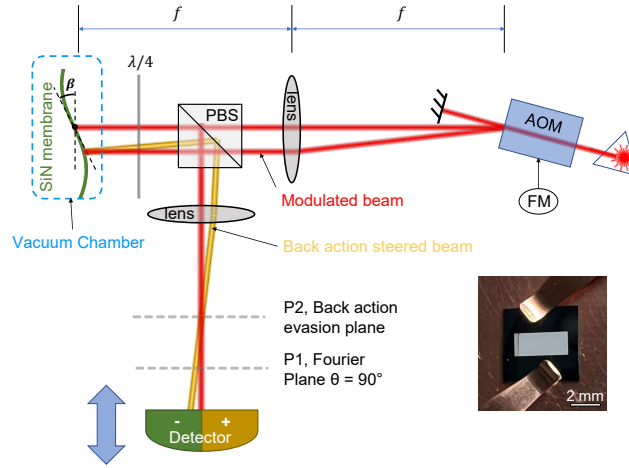 f
f
λ/4
β
SiN membrane
PBS
lens
AOM
FM
Modulated beam
lens
Vacuum Chamber
Back action steered beam
P2, Back action
evasion plane
P1, Fourier
Plane θ = 90°
- +
Detector
2 mm